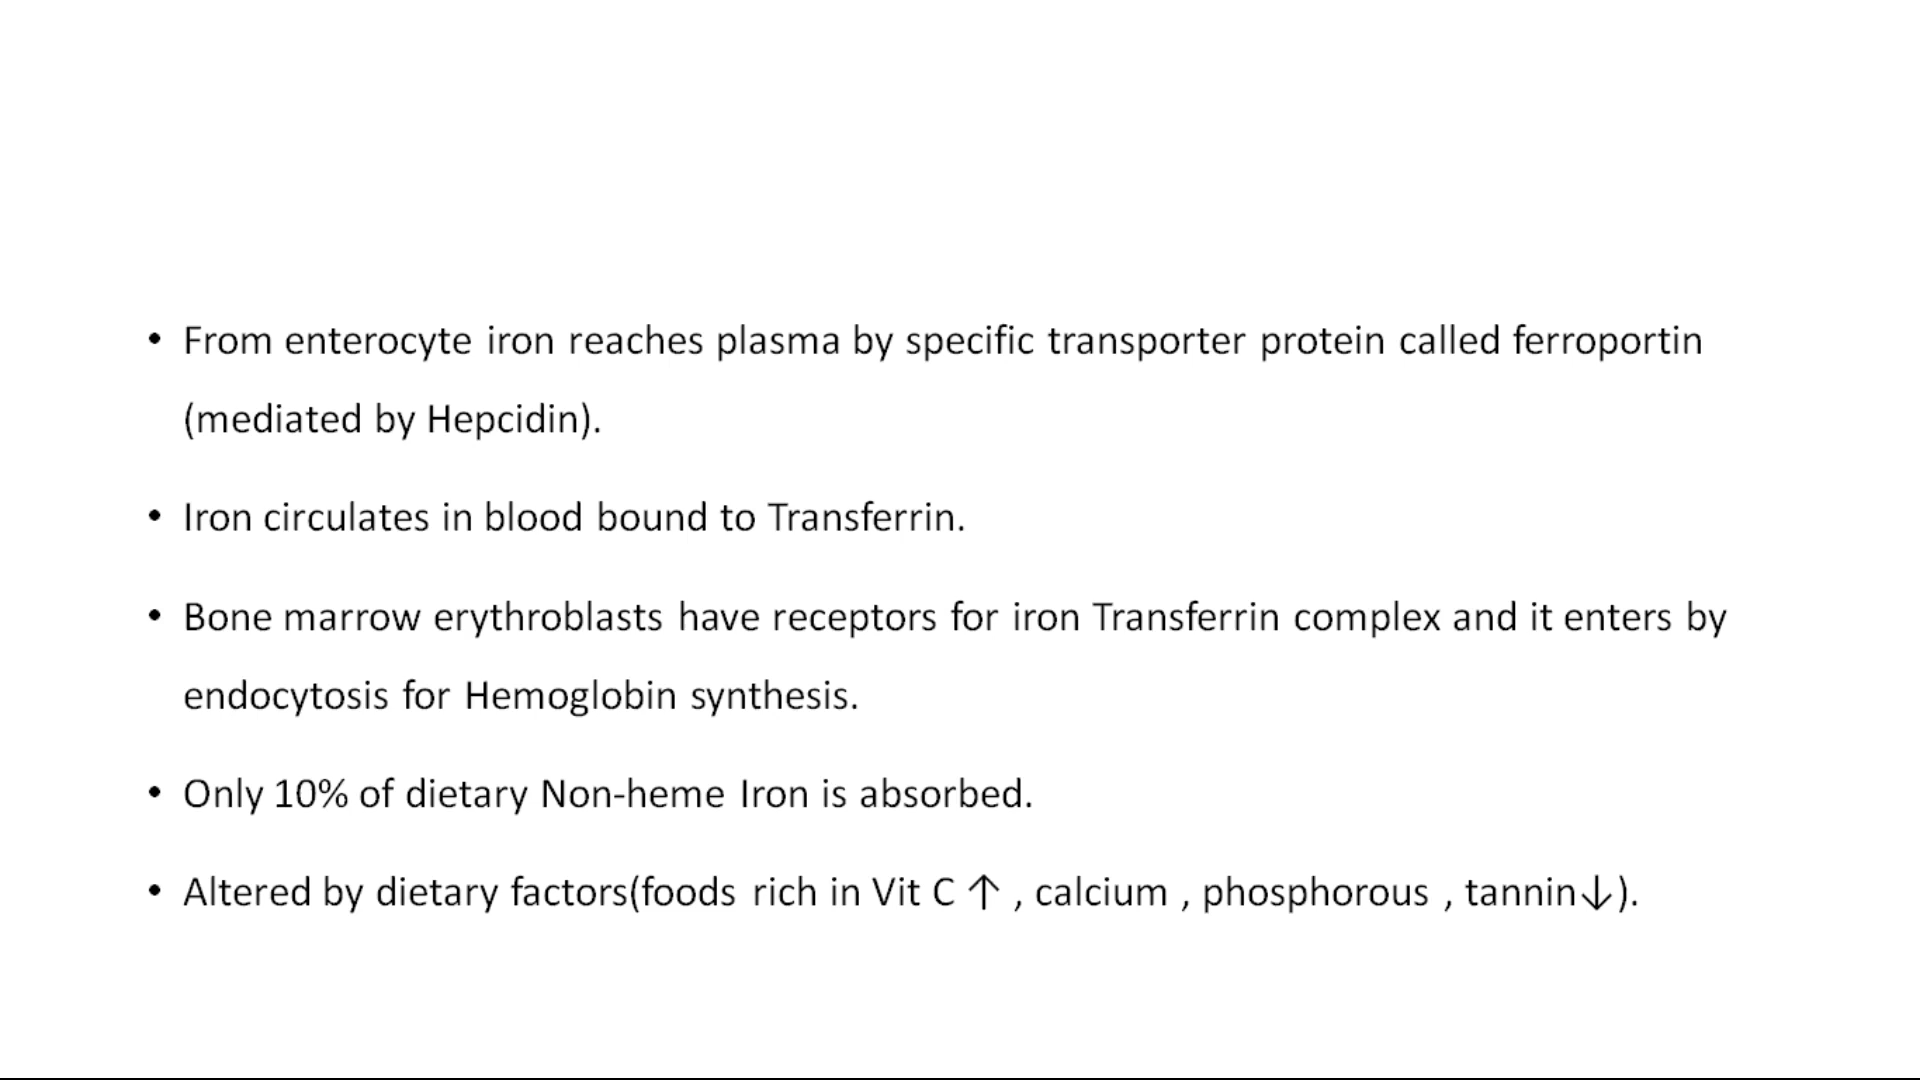 • From enterocyte iron reaches plasma by specific transporter protein called ferroportin
(mediated by Hepcidin).
• Iron circulates in blood bound to Transferrin.
• Bone marrow erythroblasts have receptors for iron Transferrin complex and it enters by
endocytosis for Hemoglobin synthesis.
• Only 10% of dietary Non-heme Iron is absorbed.
• Altered by dietary factors(foods rich in Vit C ↑ , calcium , phosphorous , tannin↓).